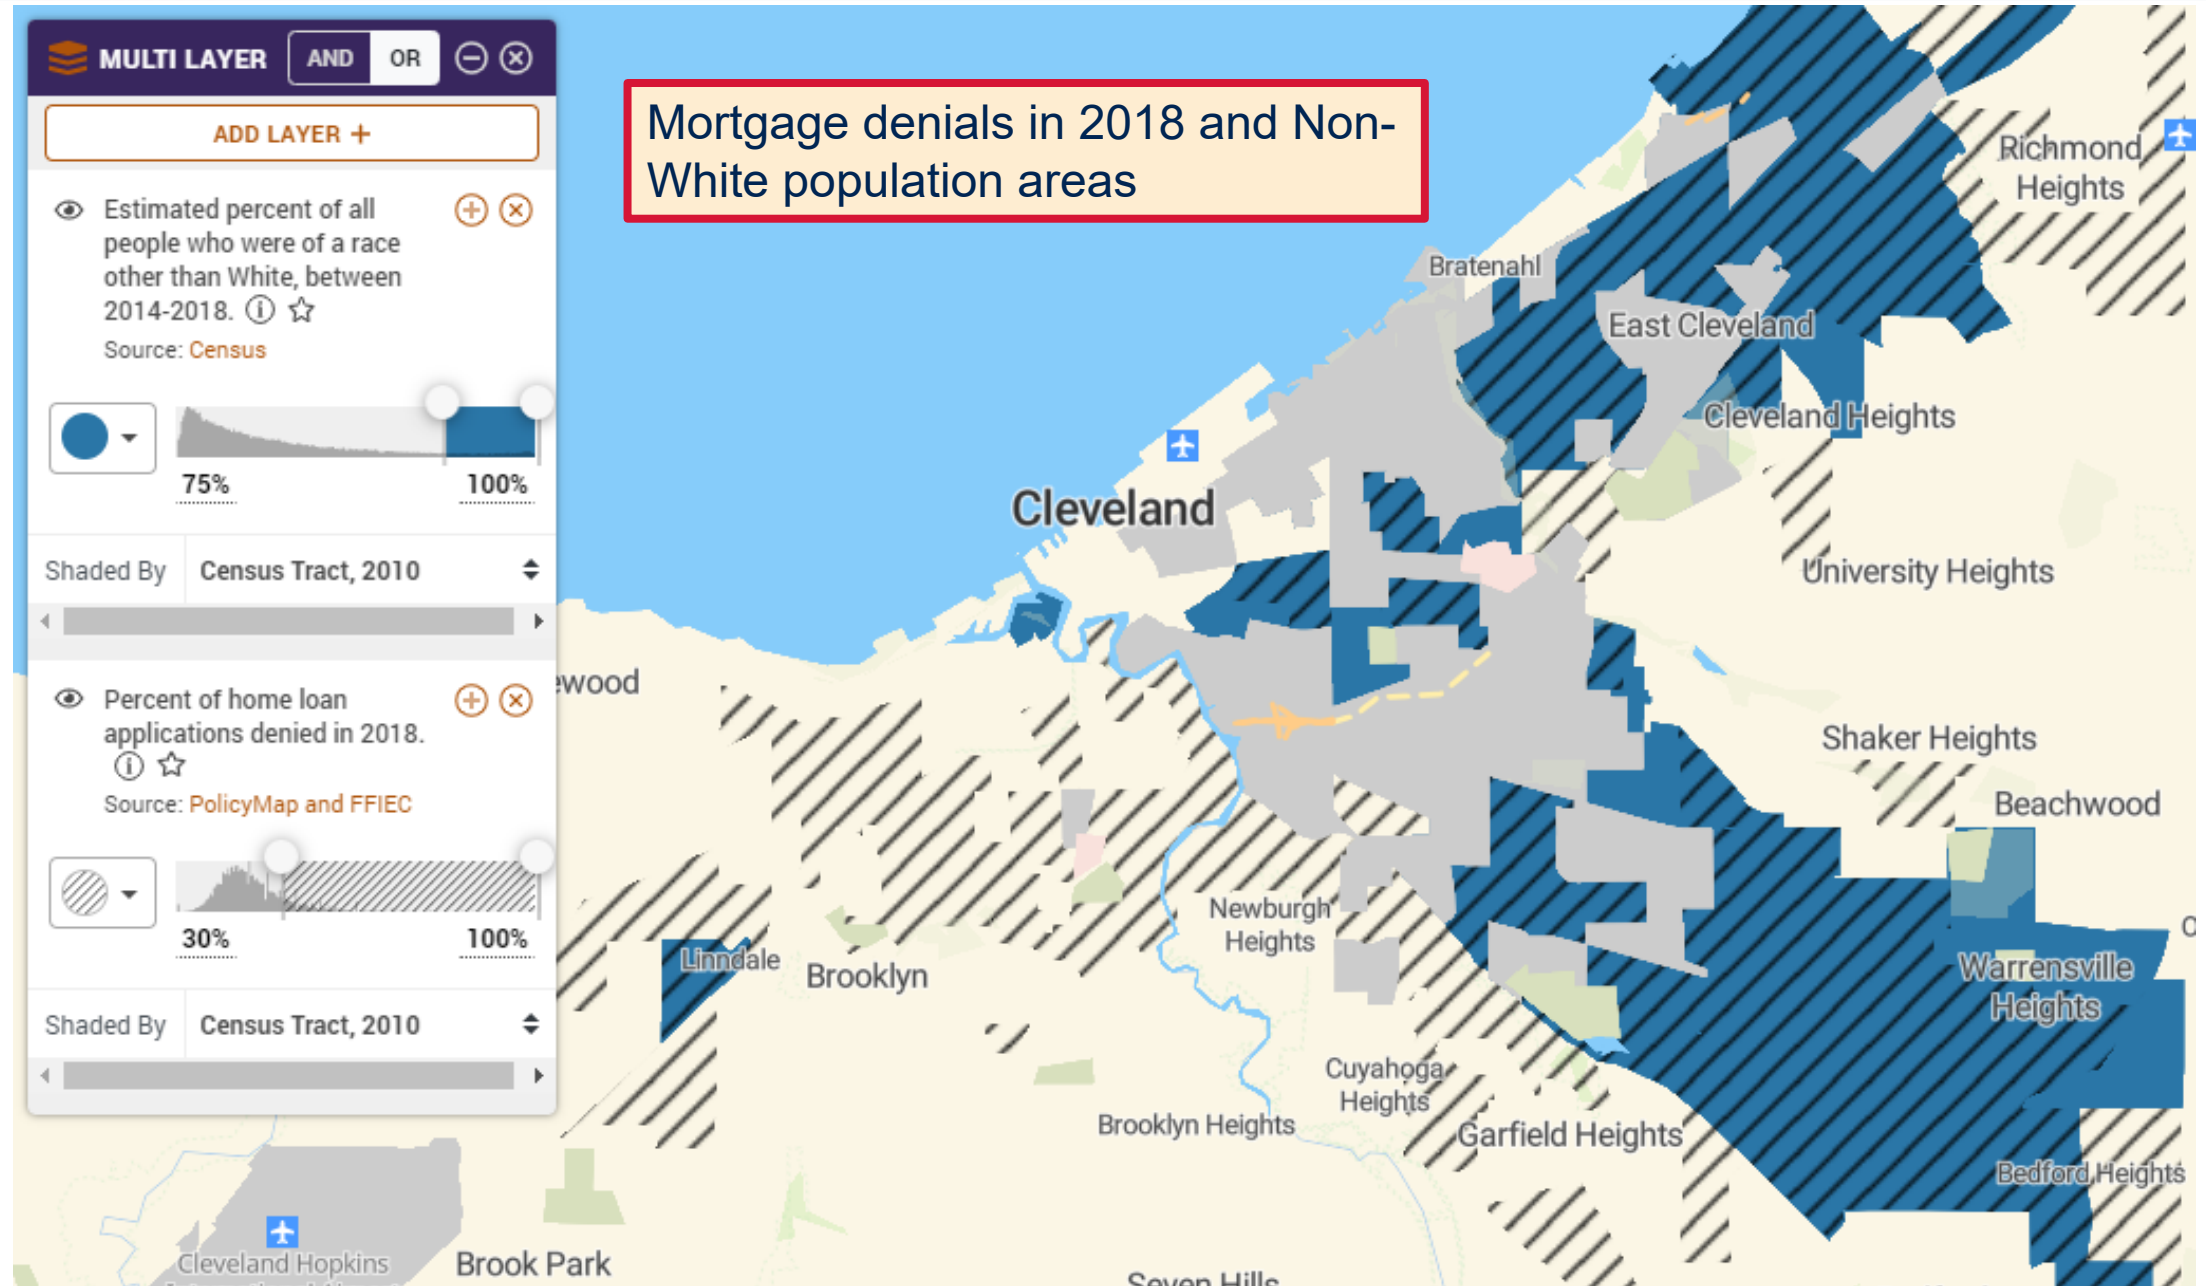 MULTI LAYER AND OR
ADD LAYER +
Estimated percent of all
people who were of a race
other than White, between
2014-2018.
Source: Census
75% 100%
Shaded By Census Tract, 2010
Percent of home loan
applications denied in 2018.
Source: PolicyMap and FFIEC
30% 100%
Shaded By Census Tract, 2010
Mortgage denials in 2018 and Non-
White population areas
Richmond
Heights
Bratenahl
East Cleveland
Cleveland Heights
Cleveland
University Heights
ewood
Shaker Heights
Beachwood
Newburgh
Heights
Linndale
Brooklyn
Warrensville
Heights
Cuyahoga
Heights
Brooklyn Heights
Garfield Heights
Bedford Heights
Cleveland Hopkins
Brook Park
Seven Hills